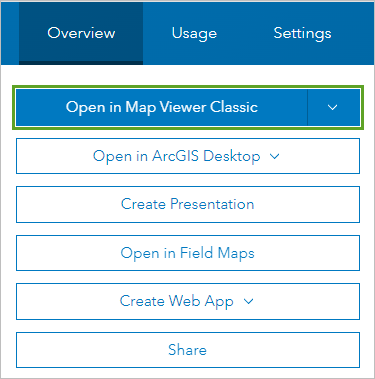 Overview Usage Settings
Open in Map Viewer Classic
Open in ArcGIS Desktop
Create Presentation
Open in Field Maps
Create Web App
Share